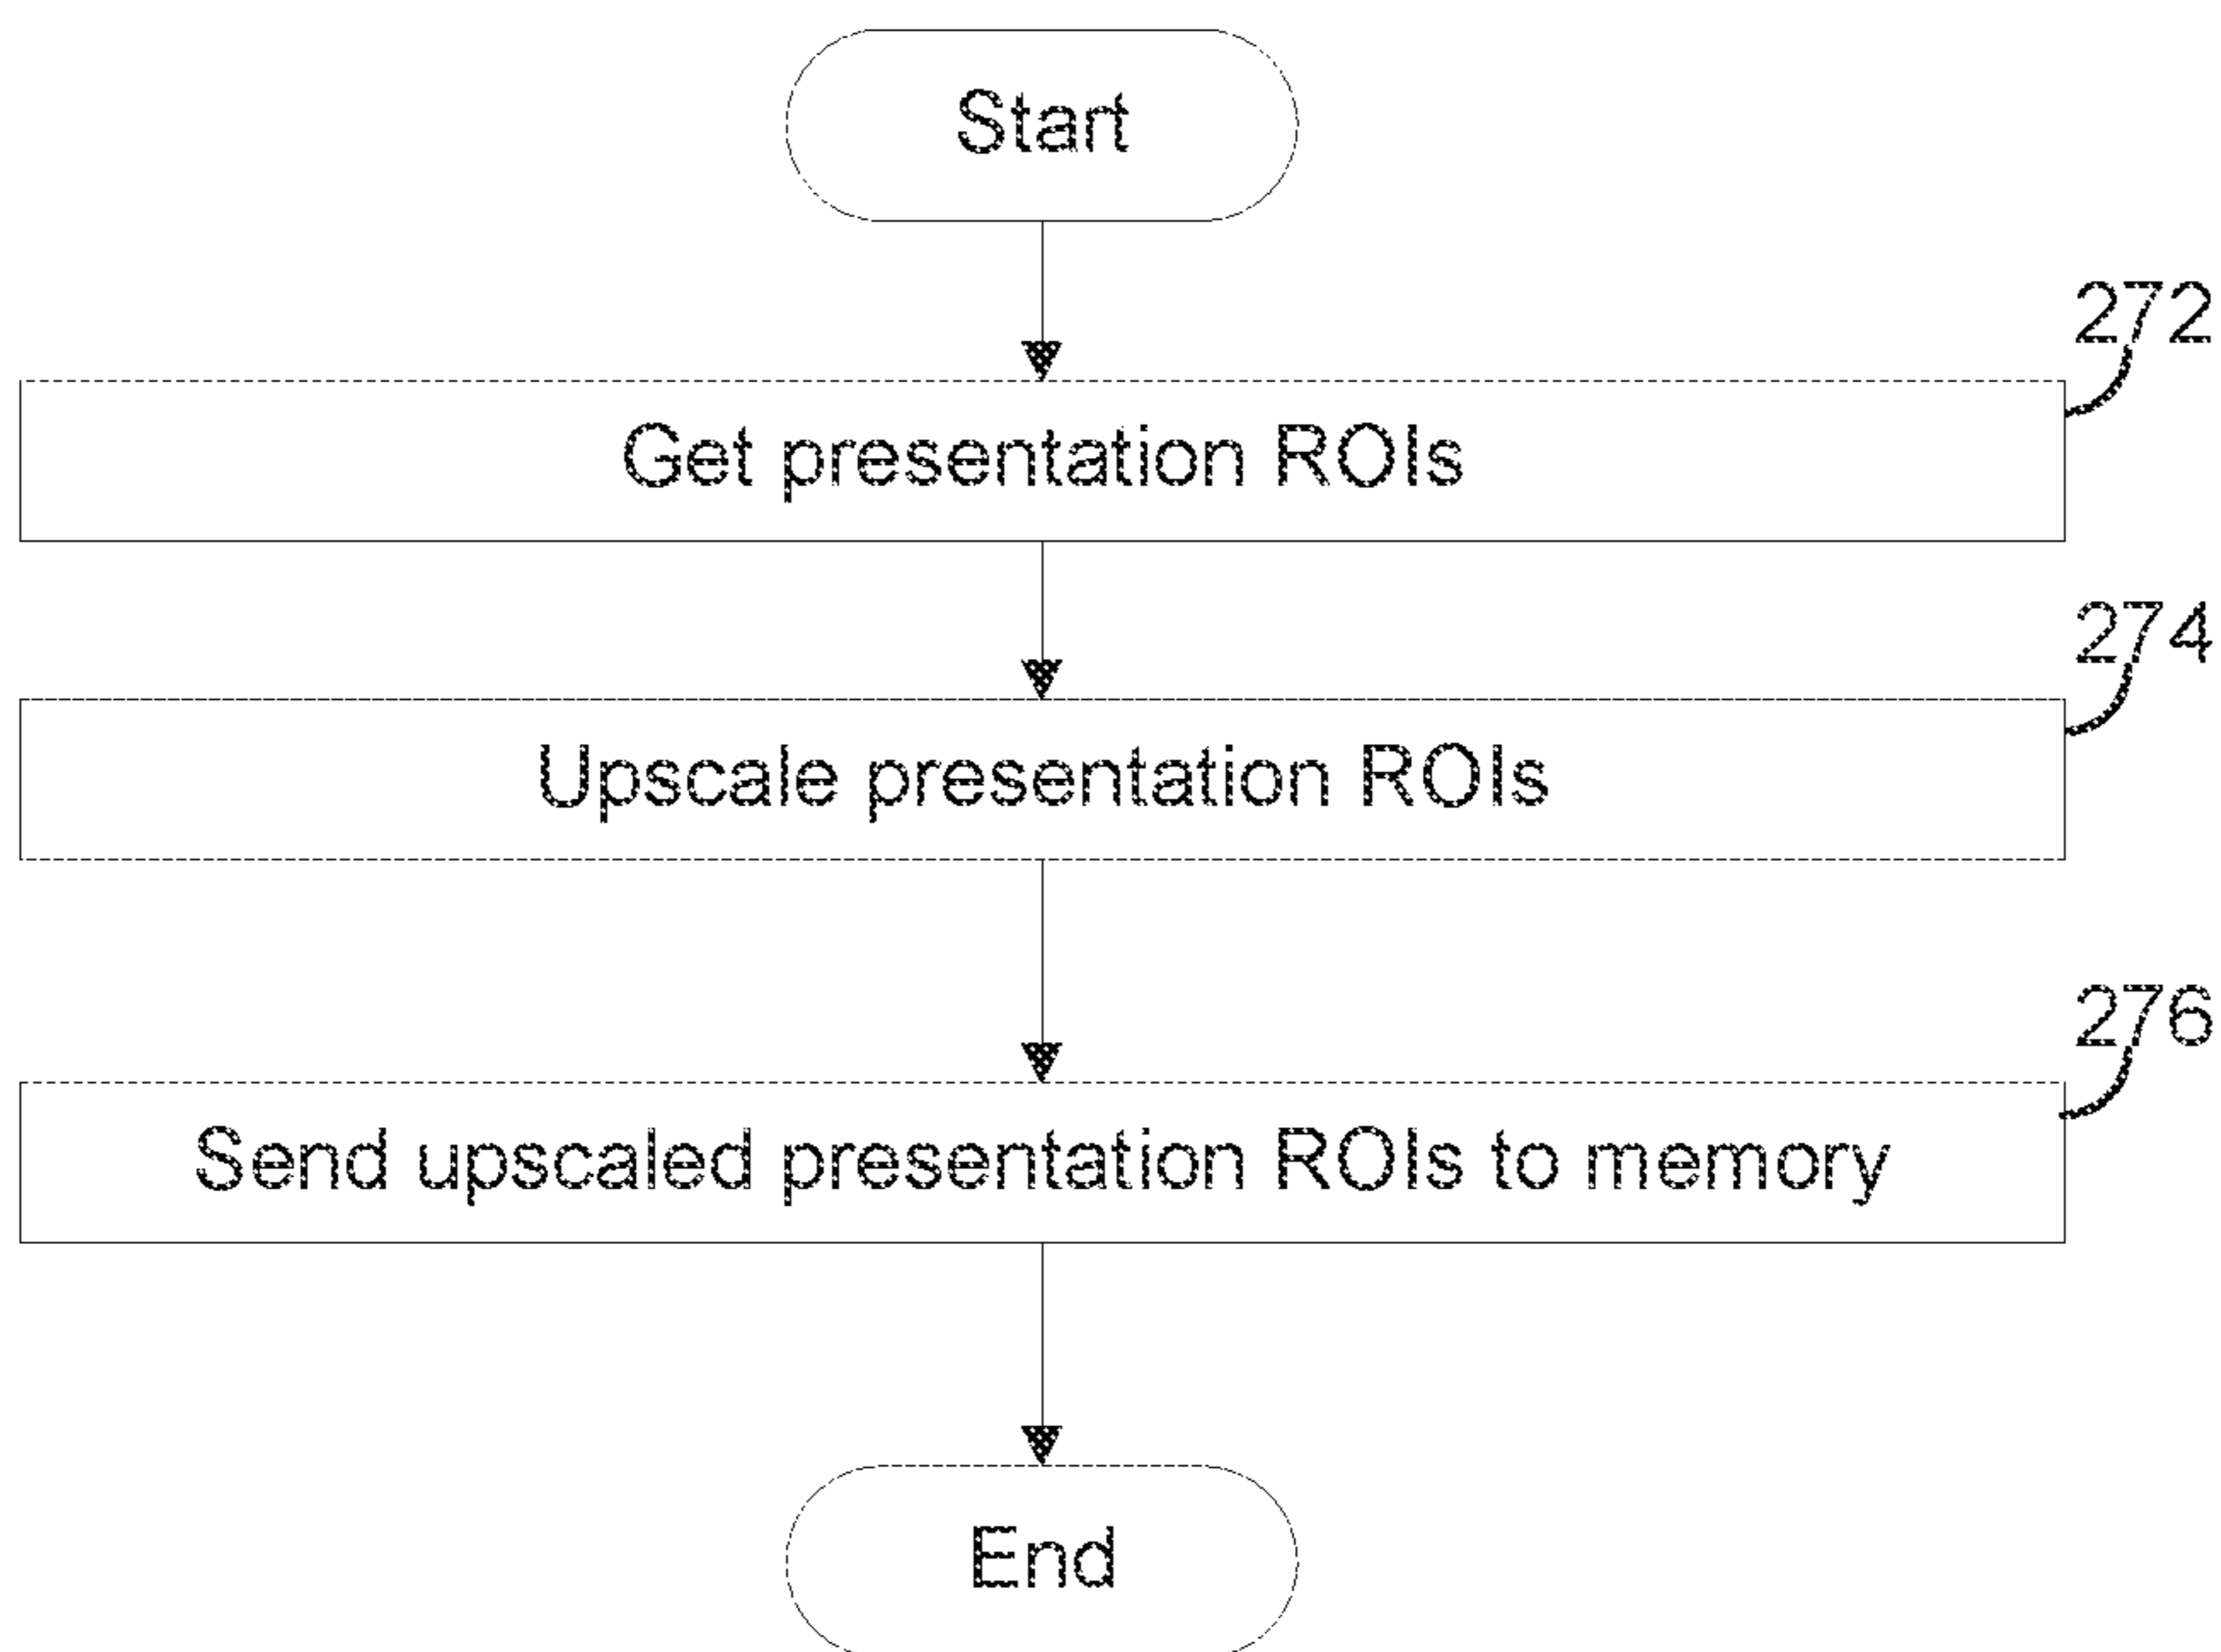 Start
272
Get presentation ROIs
274
Upscale presentation ROIs
276
Send upscaled presentation ROIs to memory
End